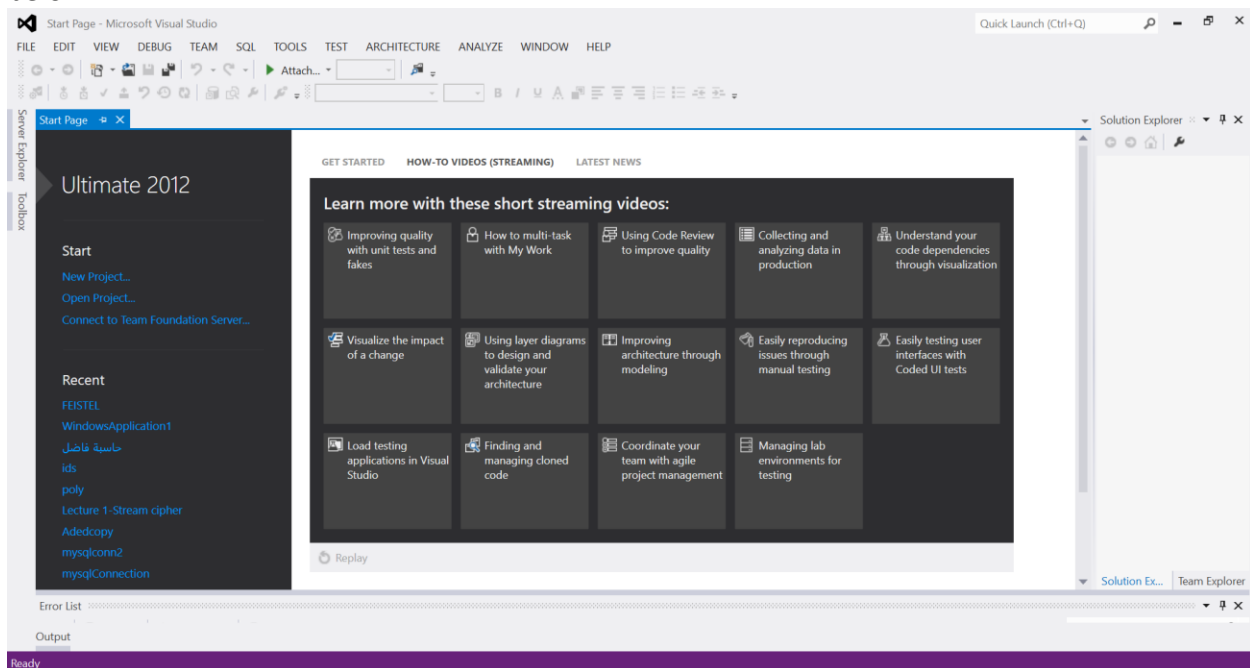 Start Page - Microsoft Visual Studio
Quick Launch (Ctrl+Q)
FILE EDIT VIEW DEBUG TEAM SQL TOOLS TEST ARCHITECTURE ANALYZE WINDOW HELP
Attach...
B I U A
Server Explorer
Toolbox
Start Page
Ultimate 2012
Start
New Project...
Open Project...
Connect to Team Foundation Server...
Recent
FEISTEL
WindowsApplication1
حاسبة فاضل
ids
poly
Lecture 1-Stream cipher
Adedcopy
mysqlconn2
mysqlConnection
GET STARTED HOW-TO VIDEOS (STREAMING) LATEST NEWS
Learn more with these short streaming videos:
Improving quality
with unit tests and
fakes
How to multi-task
with My Work
Using Code Review
to improve quality
Collecting and
analyzing data in
production
Understand your
code dependencies
through visualization
Visualize the impact
of a change
Using layer diagrams
to design and
validate your
architecture
Improving
architecture through
modeling
Easily reproducing
issues through
manual testing
Easily testing user
interfaces with
Coded UI tests
Load testing
applications in Visual
Studio
Finding and
managing cloned
code
Coordinate your
team with agile
project management
Managing lab
environments for
testing
Replay
Solution Explorer
Solution Ex... Team Explorer
Error List
Output
Ready